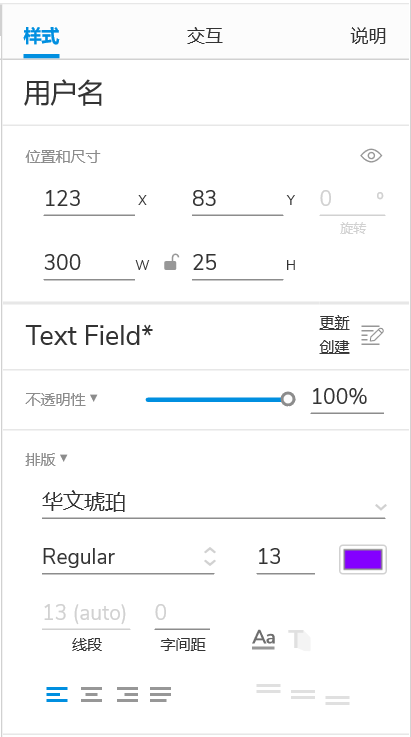 样式 交互 说明
用户名
位置和尺寸
123 X 83 Y 0 °
旋转
300 W 25 H
Text Field* 更新
创建
不透明性 100%
排版
华文琥珀
Regular 13
13 (auto) 0
线段 字间距 Aa T